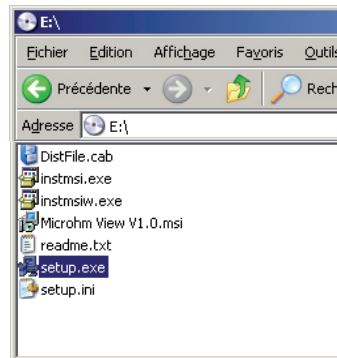 E:\
Fichier Edition Affichage Favoris Outils
Précédente Rech
Adresse E:\
DistFile.cab
instmsi.exe
instmsiw.exe
Microhm View V1.0.msi
readme.txt
setup.exe
setup.ini